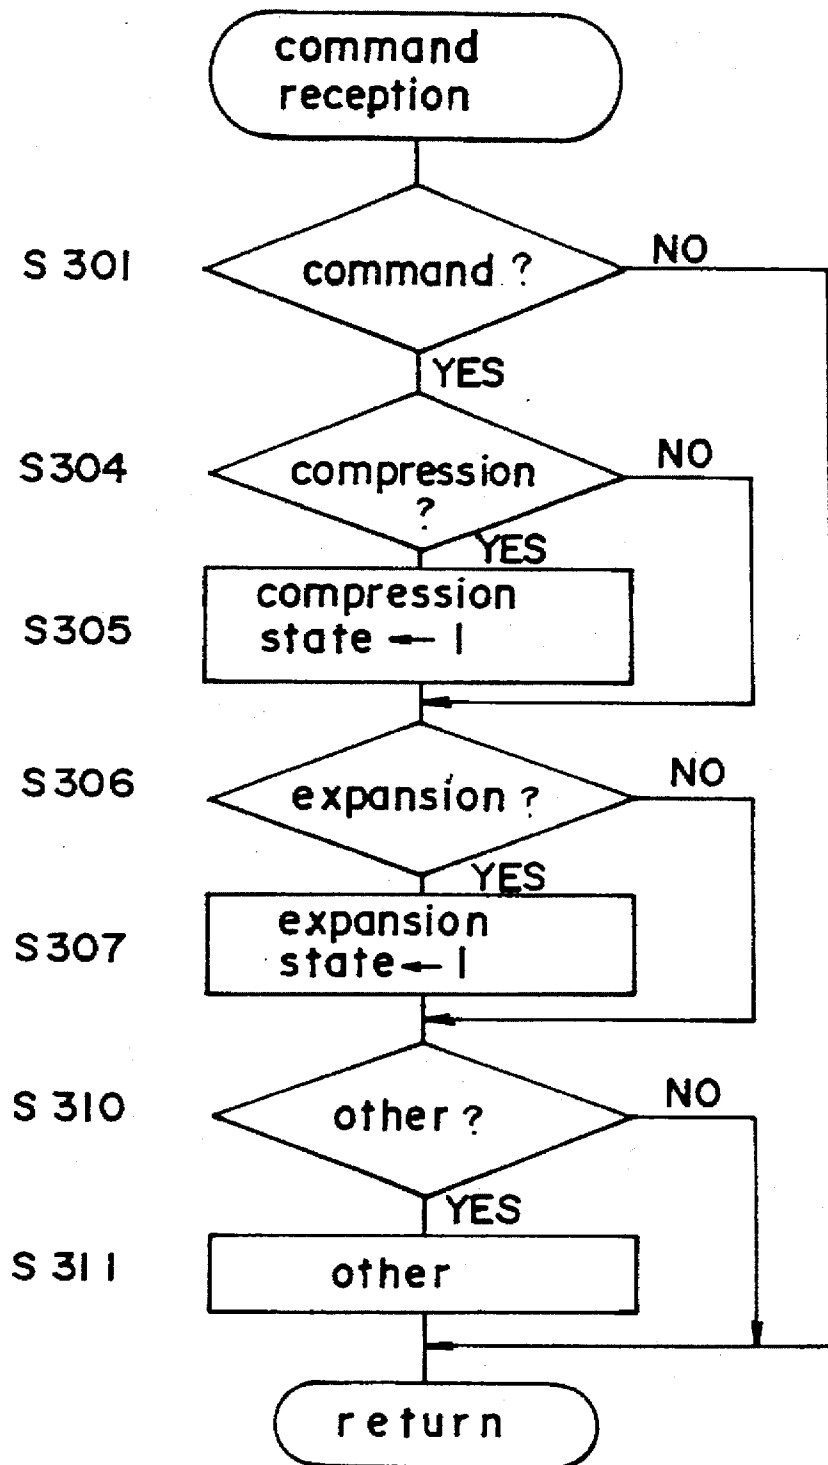 command
reception
S 301
command ?
NO
YES
S304
compression
?
NO
YES
S305
compression
state ← 1
S306
expansion ?
NO
YES
S307
expansion
state ← 1
S 310
other ?
NO
YES
S 311
other
return